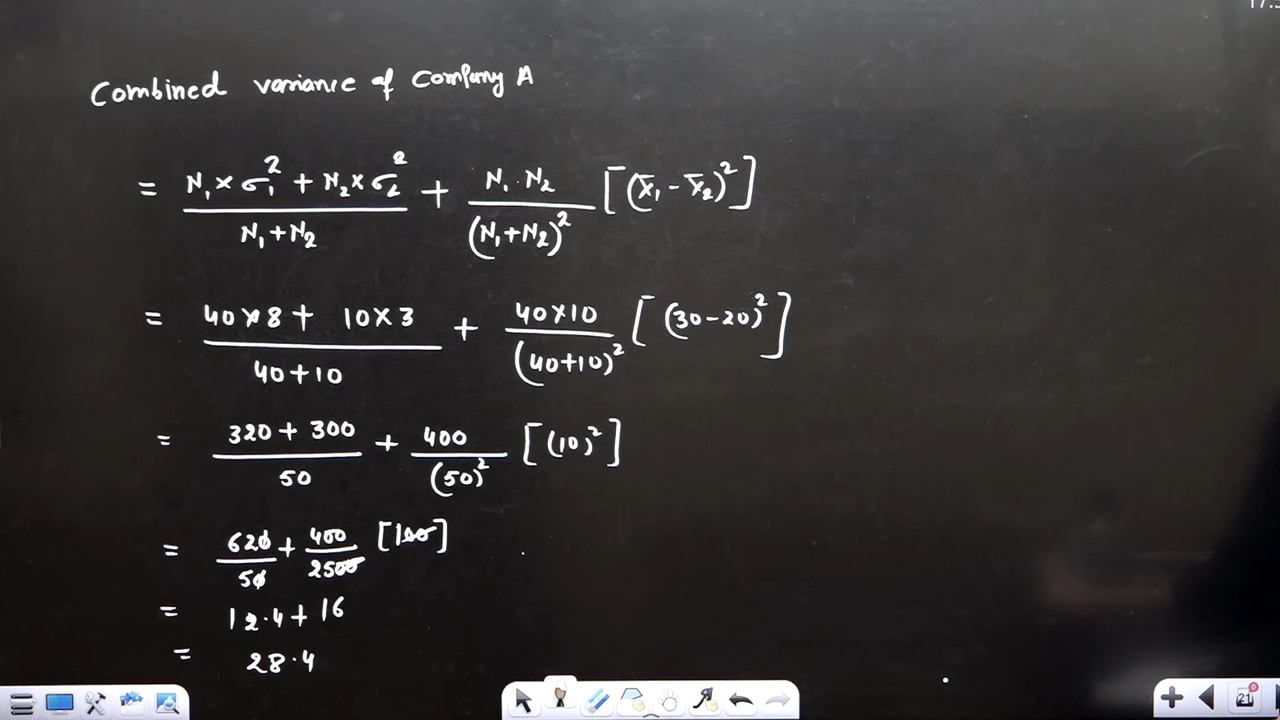 Combined variance of Company A
= (N₁ × σ₁² + N₂ × σ₂²) / (N₁ + N₂) + (N₁ · N₂) / (N₁ + N₂)² [(x̄₁ - x̄₂)²]
= (40 × 8 + 10 × 3) / (40 + 10) + (40 × 10) / (40 + 10)² [(30 - 20)²]
= (320 + 300) / 50 + 400 / (50)² [(10)²]
= 620 / 50 + 400 / 2500 [100]
= 12.4 + 16
= 28.4
21
0